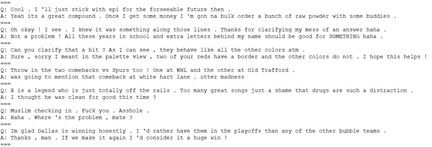 ===
Q: Cool . I 'll just stick with epi for the forseeable future then .
A: Yeah its a great compound . Once I get some money I 'm gon na bulk order a bunch of raw powder with some buddies .
===
Q: Oh okay ! I see . I knew it was something along those lines . Thanks for clarifying my mess of an answer haha .
A: Not a problem ! All these years in school and extra letters behind my name should be good for SOMETHING haha .
===
Q: Can you clarify that a bit ? As I can see , they behave like all the other colors atm .
A: Sure , sorry I meant in the palette view , two of your reds have a border and the other colors do not . I hope this helps !
===
Q: Throw in the two comebacks vs Spurs too ! One at WHL and the other at Old Trafford .
A: was going to mention that comeback at white hart lane . utter madness
===
Q: X is a legend who is just totally off the rails . Too many great songs just a shame that drugs are such a distraction .
A: I thought he was clean for good this time ?
===
Q: Muslim checking in . Fuck you . Asshole .
A: Haha . Where 's the problem , mate ?
===
Q: Im glad Dallas is winning honestly . I 'd rather have them in the playoffs than any of the other bubble teams .
A: Thanks , man . If we make it again I 'd consider it a huge win !
===